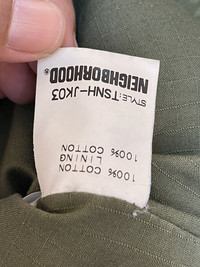 NEIGHBORHOOD®
STYLE:TSNH-JK03
100% COTTON
LINING
100% COTTON